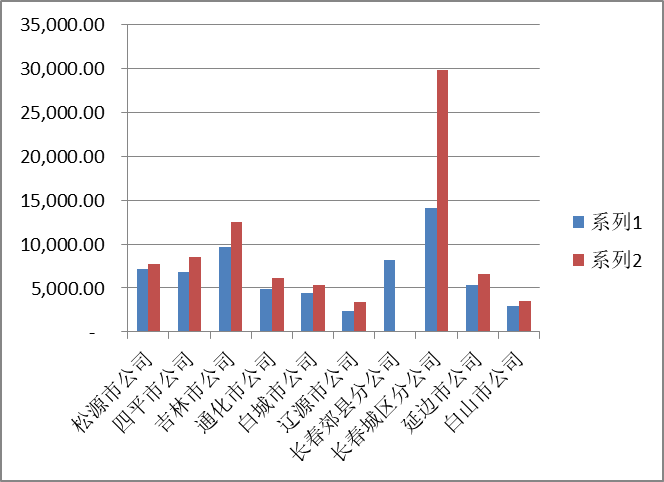 35,000.00
30,000.00
25,000.00
20,000.00
15,000.00
10,000.00
5,000.00
-
松源市公司
四平市公司
吉林市公司
通化市公司
白城市公司
辽源市公司
长春郊县分公司
长春城区分公司
延边市公司
白山市公司
系列1
系列2